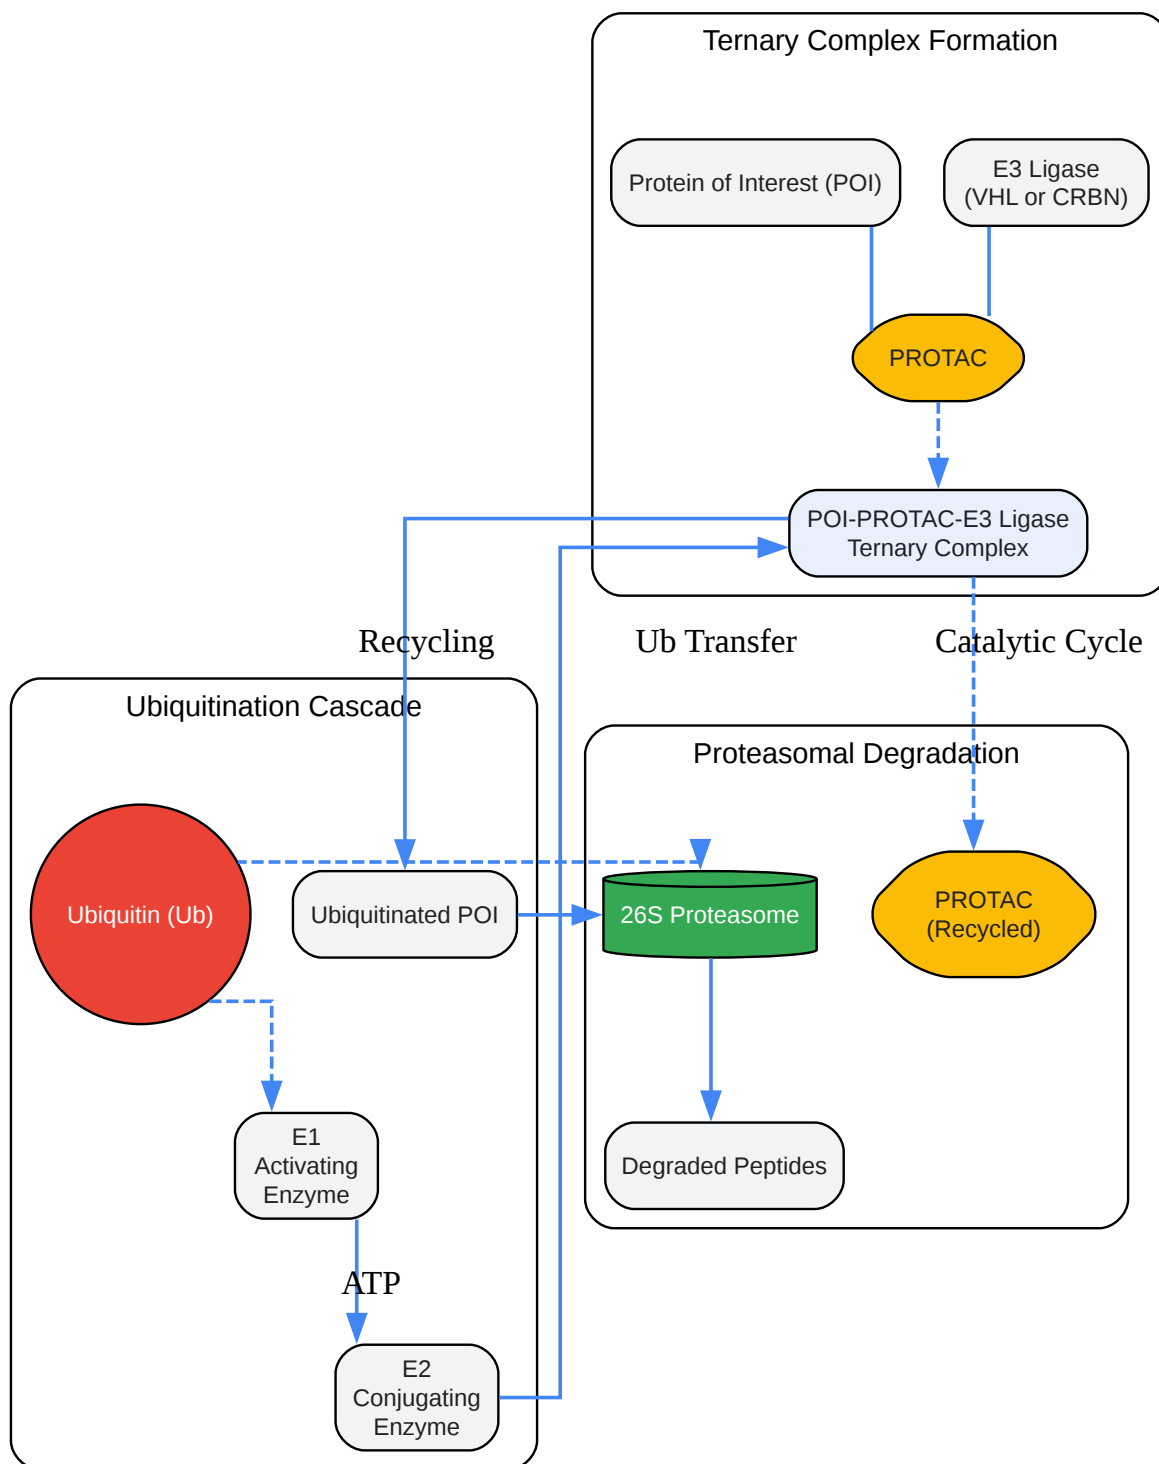 Ternary Complex Formation
Protein of Interest (POI)
E3 Ligase
(VHL or CRBN)
PROTAC
POI-PROTAC-E3 Ligase
Ternary Complex
Recycling
Ub Transfer
Catalytic Cycle
Ubiquitination Cascade
Proteasomal Degradation
Ubiquitin (Ub)
Ubiquitinated POI
26S Proteasome
PROTAC
(Recycled)
E1
Activating
Enzyme
Degraded Peptides
ATP
E2
Conjugating
Enzyme